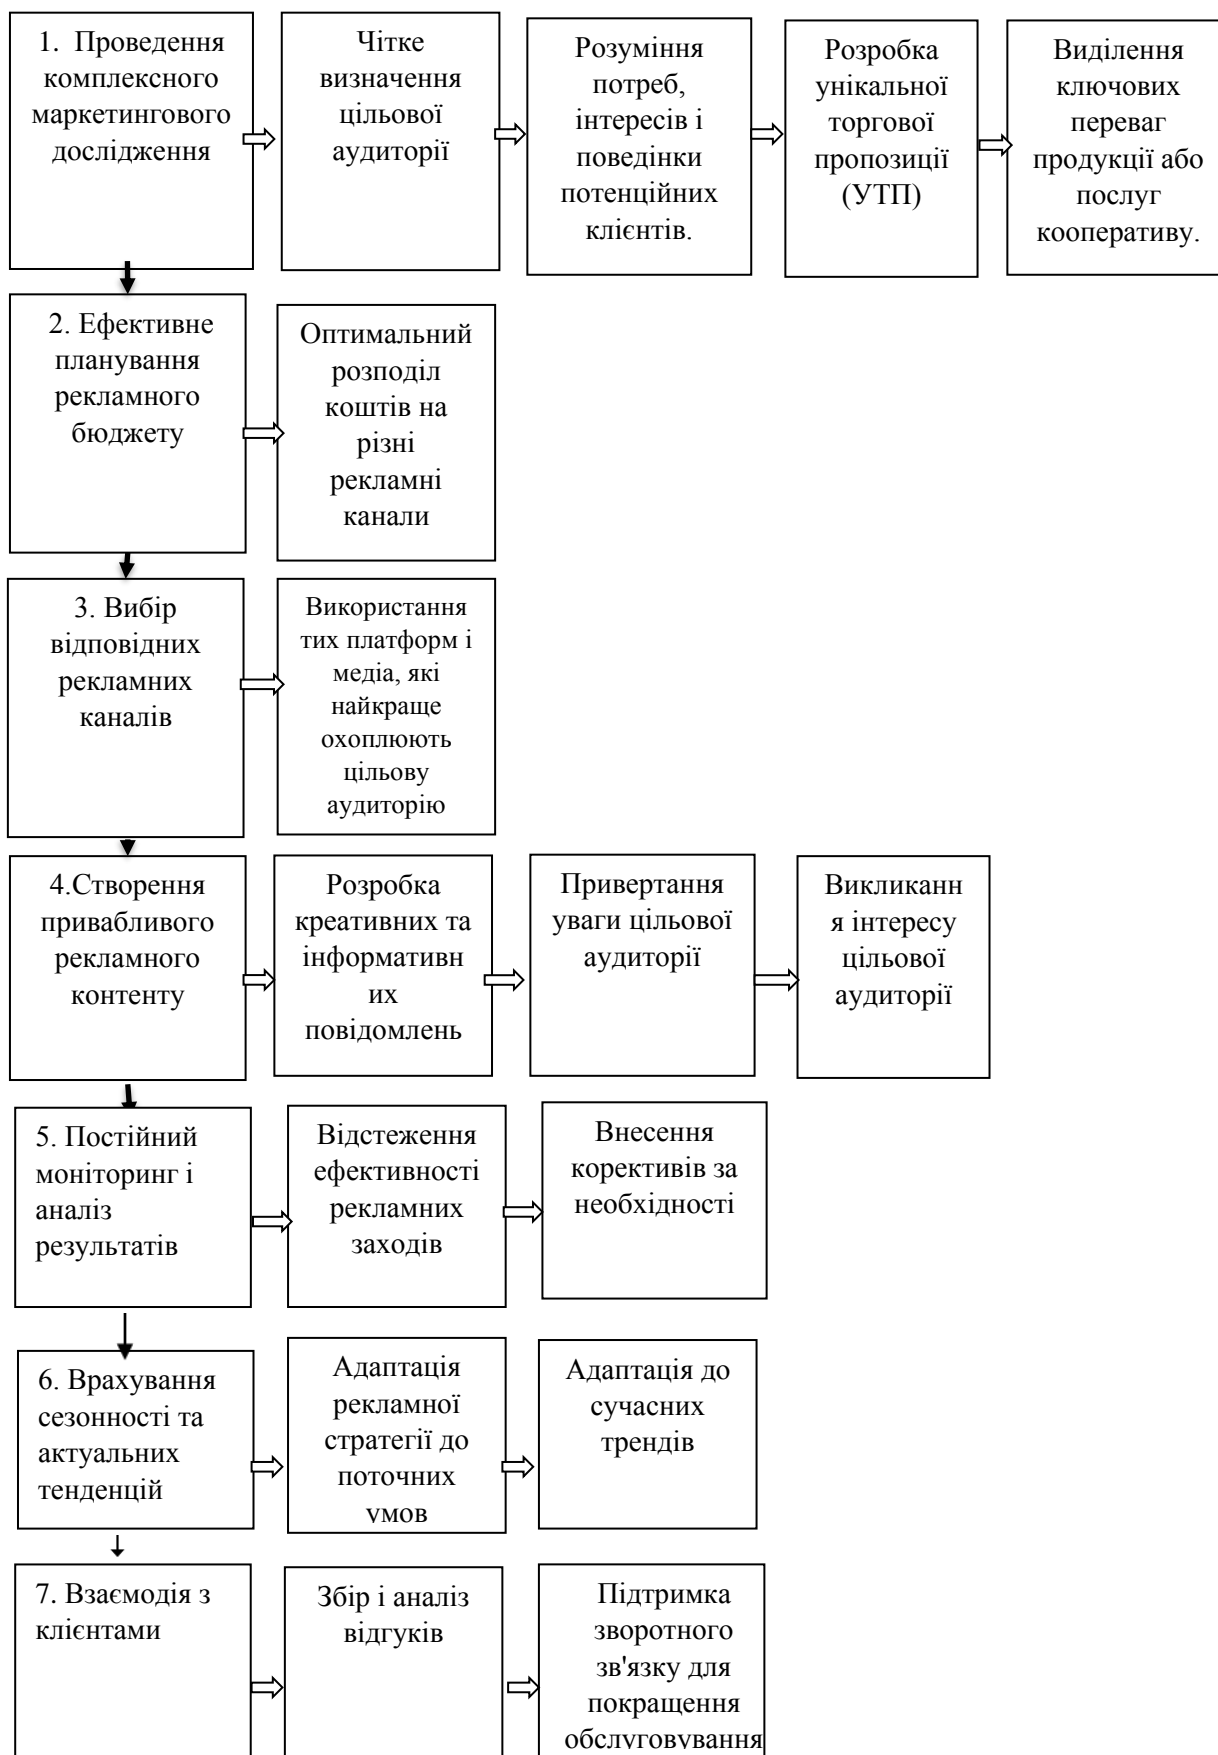 1. Проведення
комплексного
маркетингового
дослідження
Чітке
визначення
цільової
аудиторії
Розуміння
потреб,
інтересів і
поведінки
потенційних
клієнтів.
Розробка
унікальної
торгової
пропозиції
(УТП)
Виділення
ключових
переваг
продукції або
послуг
кооперативу.
2. Ефективне
планування
рекламного
бюджету
Оптимальний
розподіл
коштів на
різні
рекламні
канали
3. Вибір
відповідних
рекламних
каналів
Використання
тих платформ і
медіа, які
найкраще
охоплюють
цільову
аудиторію
4.Створення
привабливого
рекламного
контенту
Розробка
креативних та
інформативн
их
повідомлень
Привертання
уваги цільової
аудиторії
Викликанн
я інтересу
цільової
аудиторії
5. Постійний
моніторинг і
аналіз
результатів
Відстеження
ефективності
рекламних
заходів
Внесення
корективів за
необхідності
6. Врахування
сезонності та
актуальних
тенденцій
Адаптація
рекламної
стратегії до
поточних
умов
Адаптація до
сучасних
трендів
7. Взаємодія з
клієнтами
Збір і аналіз
відгуків
Підтримка
зворотного
зв'язку для
покращення
обслуговування